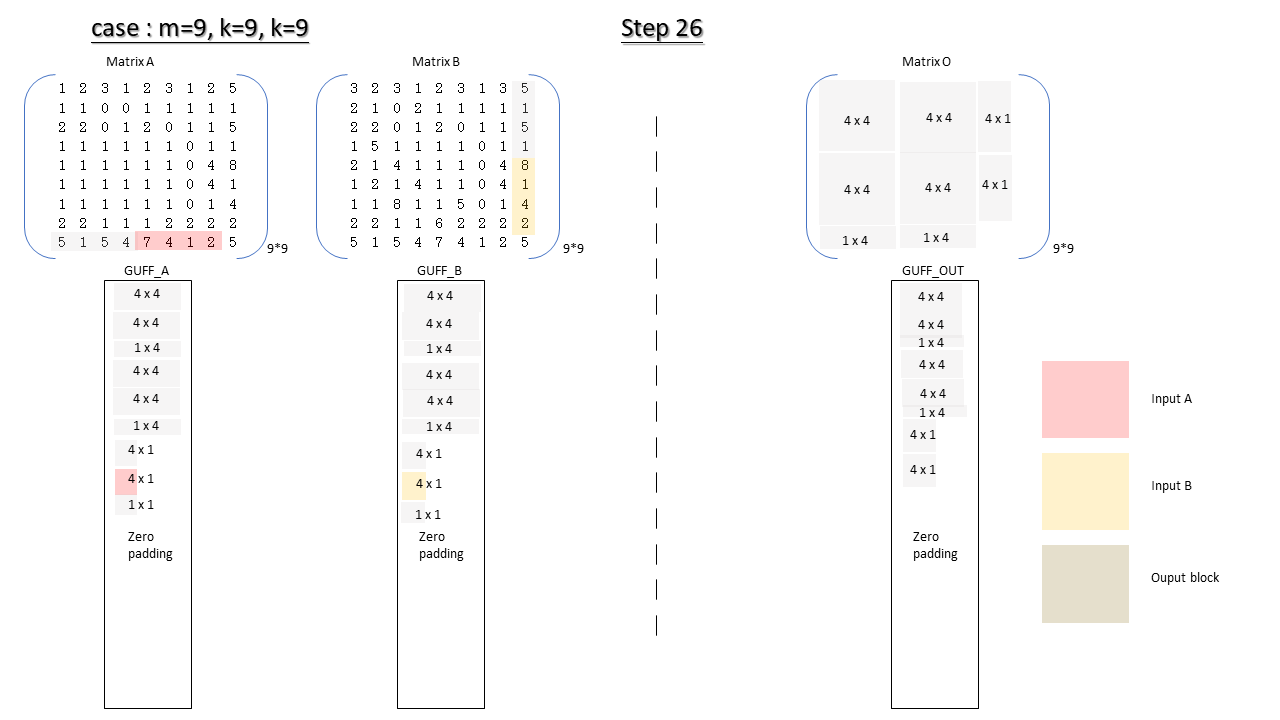 case : m=9, k=9, k=9
Step 26
Matrix A
Matrix B
Matrix O
1 2 3 1 2 3 1 2 5
1 1 0 0 1 1 1 1 1
2 2 0 1 2 0 1 1 5
1 1 1 1 1 1 0 1 1
1 1 1 1 1 1 0 4 8
1 1 1 1 1 1 0 4 1
1 1 1 1 1 1 0 1 4
2 2 1 1 1 2 2 2 2
5 1 5 4 7 4 1 2 5
9*9
3 2 3 1 2 3 1 3 5
2 1 0 2 1 1 1 1 1
2 2 0 1 2 0 1 1 5
1 5 1 1 1 1 0 1 1
2 1 4 1 1 1 0 4 8
1 2 1 4 1 1 0 4 1
1 1 8 1 1 5 0 1 4
2 2 1 1 6 2 2 2 2
5 1 5 4 7 4 1 2 5
9*9
4 x 4 4 x 4 4 x 1
4 x 4 4 x 4 4 x 1
1 x 4 1 x 4
9*9
GUFF_A
4 x 4
4 x 4
1 x 4
4 x 4
4 x 4
1 x 4
4 x 1
4 x 1
1 x 1
Zero
padding
GUFF_B
4 x 4
4 x 4
1 x 4
4 x 4
4 x 4
1 x 4
4 x 1
4 x 1
1 x 1
Zero
padding
GUFF_OUT
4 x 4
4 x 4
1 x 4
4 x 4
4 x 4
1 x 4
4 x 1
4 x 1
Zero
padding
Input A
Input B
Ouput block